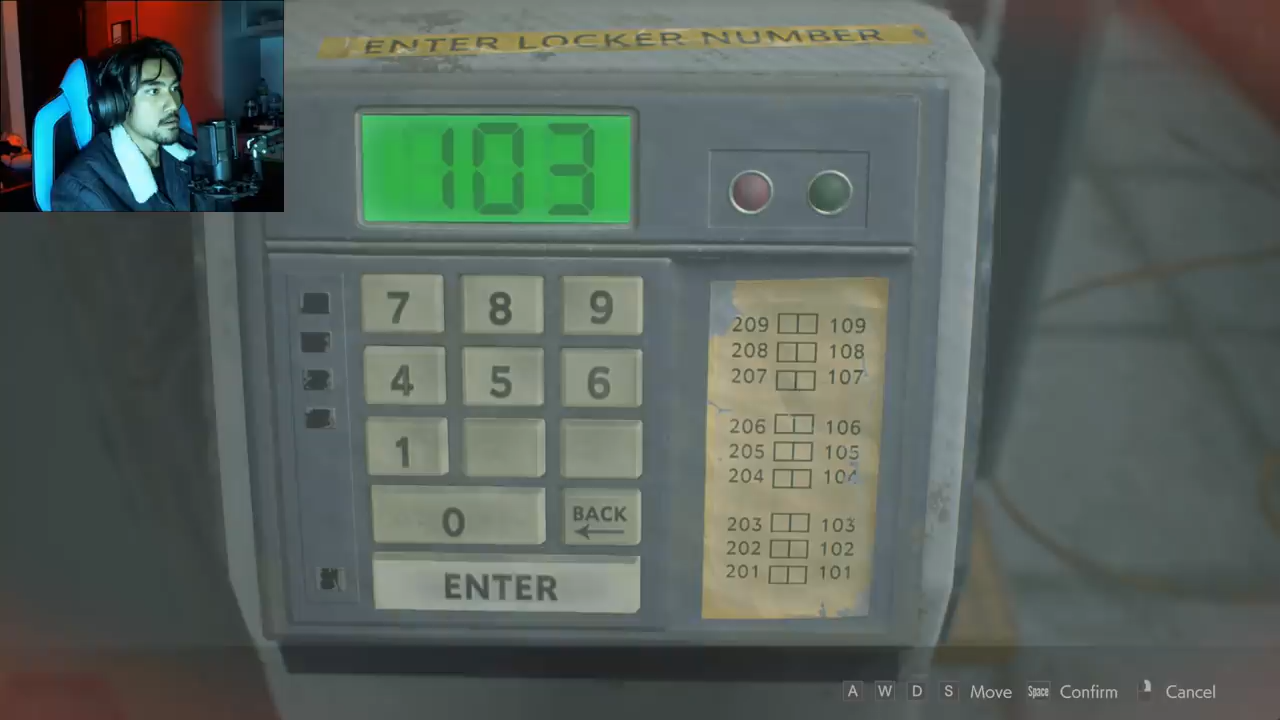 ENTER LOCKER NUMBER
103
7 8 9
4 5 6
1
0 BACK
ENTER
209 109
208 108
207 107
206 106
205 105
204 104
203 103
202 102
201 101
A W D S Move Space Confirm Cancel